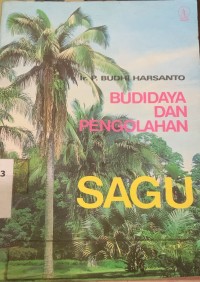 Ir. P. BUDHI HARSANTO
BUDIDAYA
DAN
PENGOLAHAN
SAGU
3